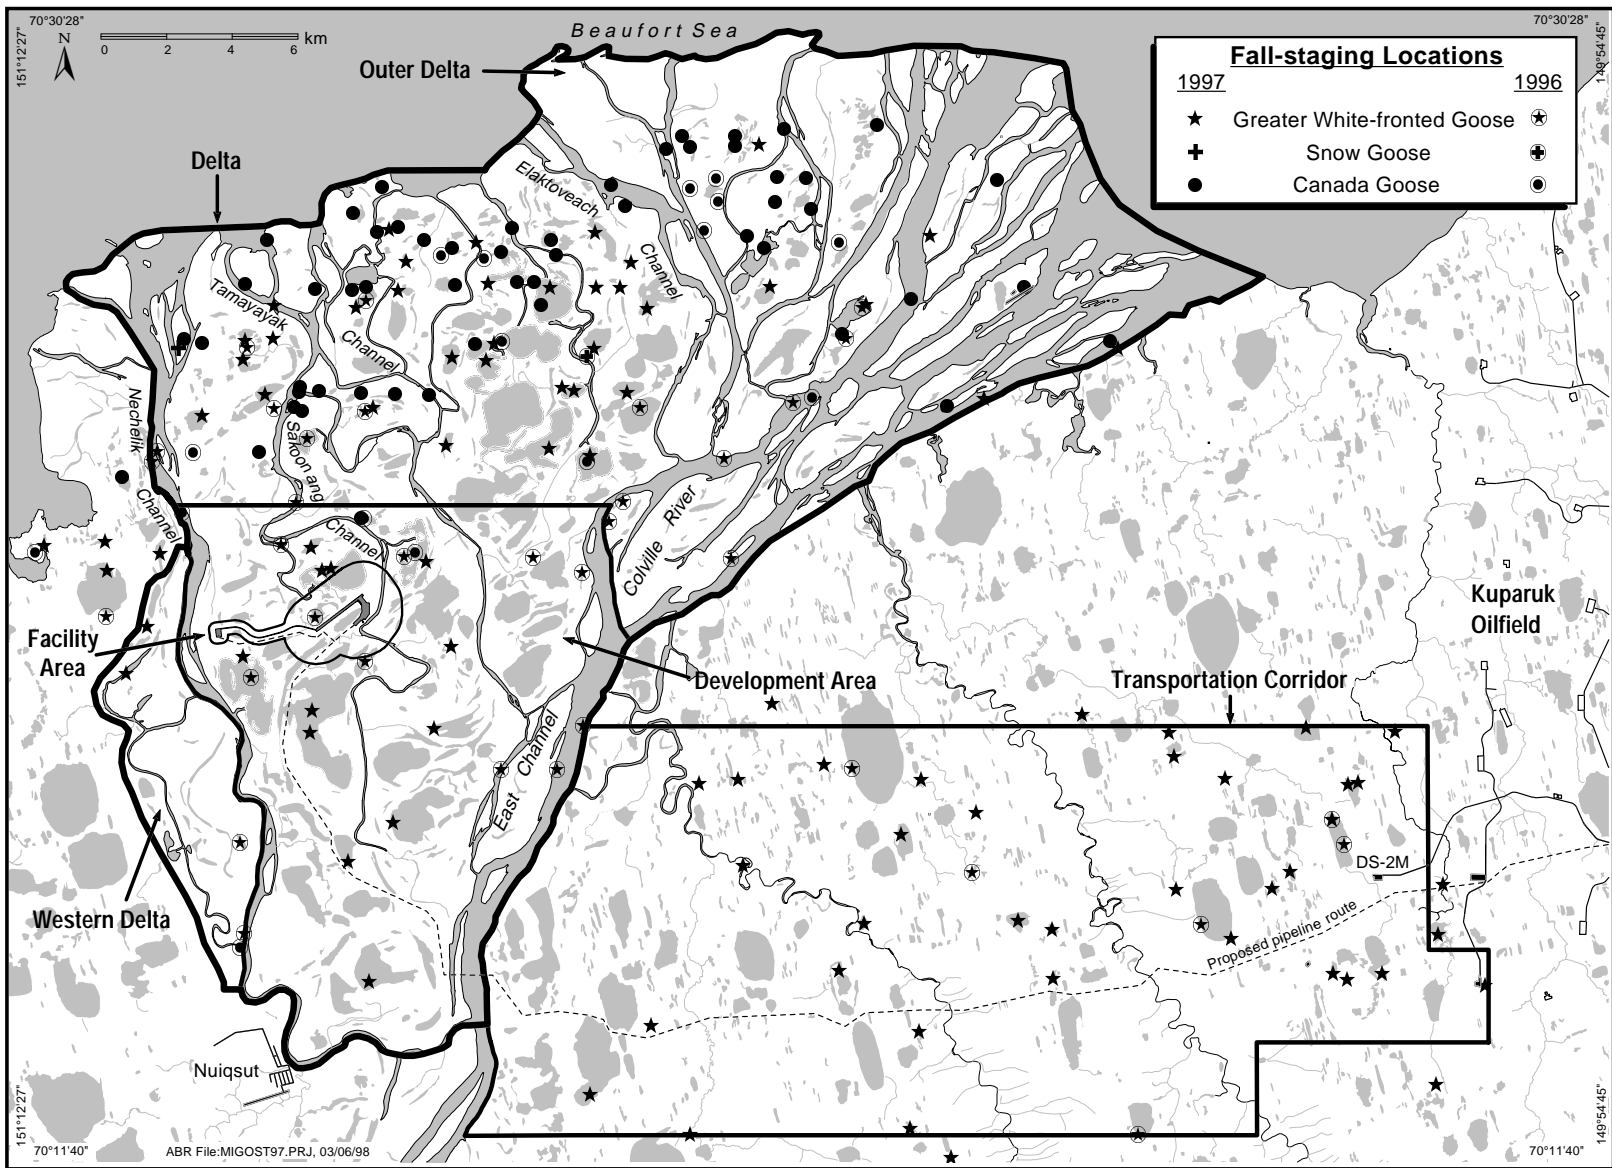 70°30'28"
Beaufort Sea
70°30'28"
151°12'27"
N
0 2 4 6 km
149°54'45"
Fall-staging Locations
1997 1996
Greater White-fronted Goose
Snow Goose
Canada Goose
Outer Delta
Delta
Elaktoveach
Channel
Tamayayak
Channel
Nechelik
Channel
Sakoonang
Channel
Colville River
Facility
Area
Development Area
Transportation Corridor
Kuparuk
Oilfield
East Channel
DS-2M
Western Delta
Proposed pipeline route
Nuiqsut
151°12'27"
149°54'45"
70°11'40"
ABR File:MIGOST97.PRJ, 03/06/98
70°11'40"